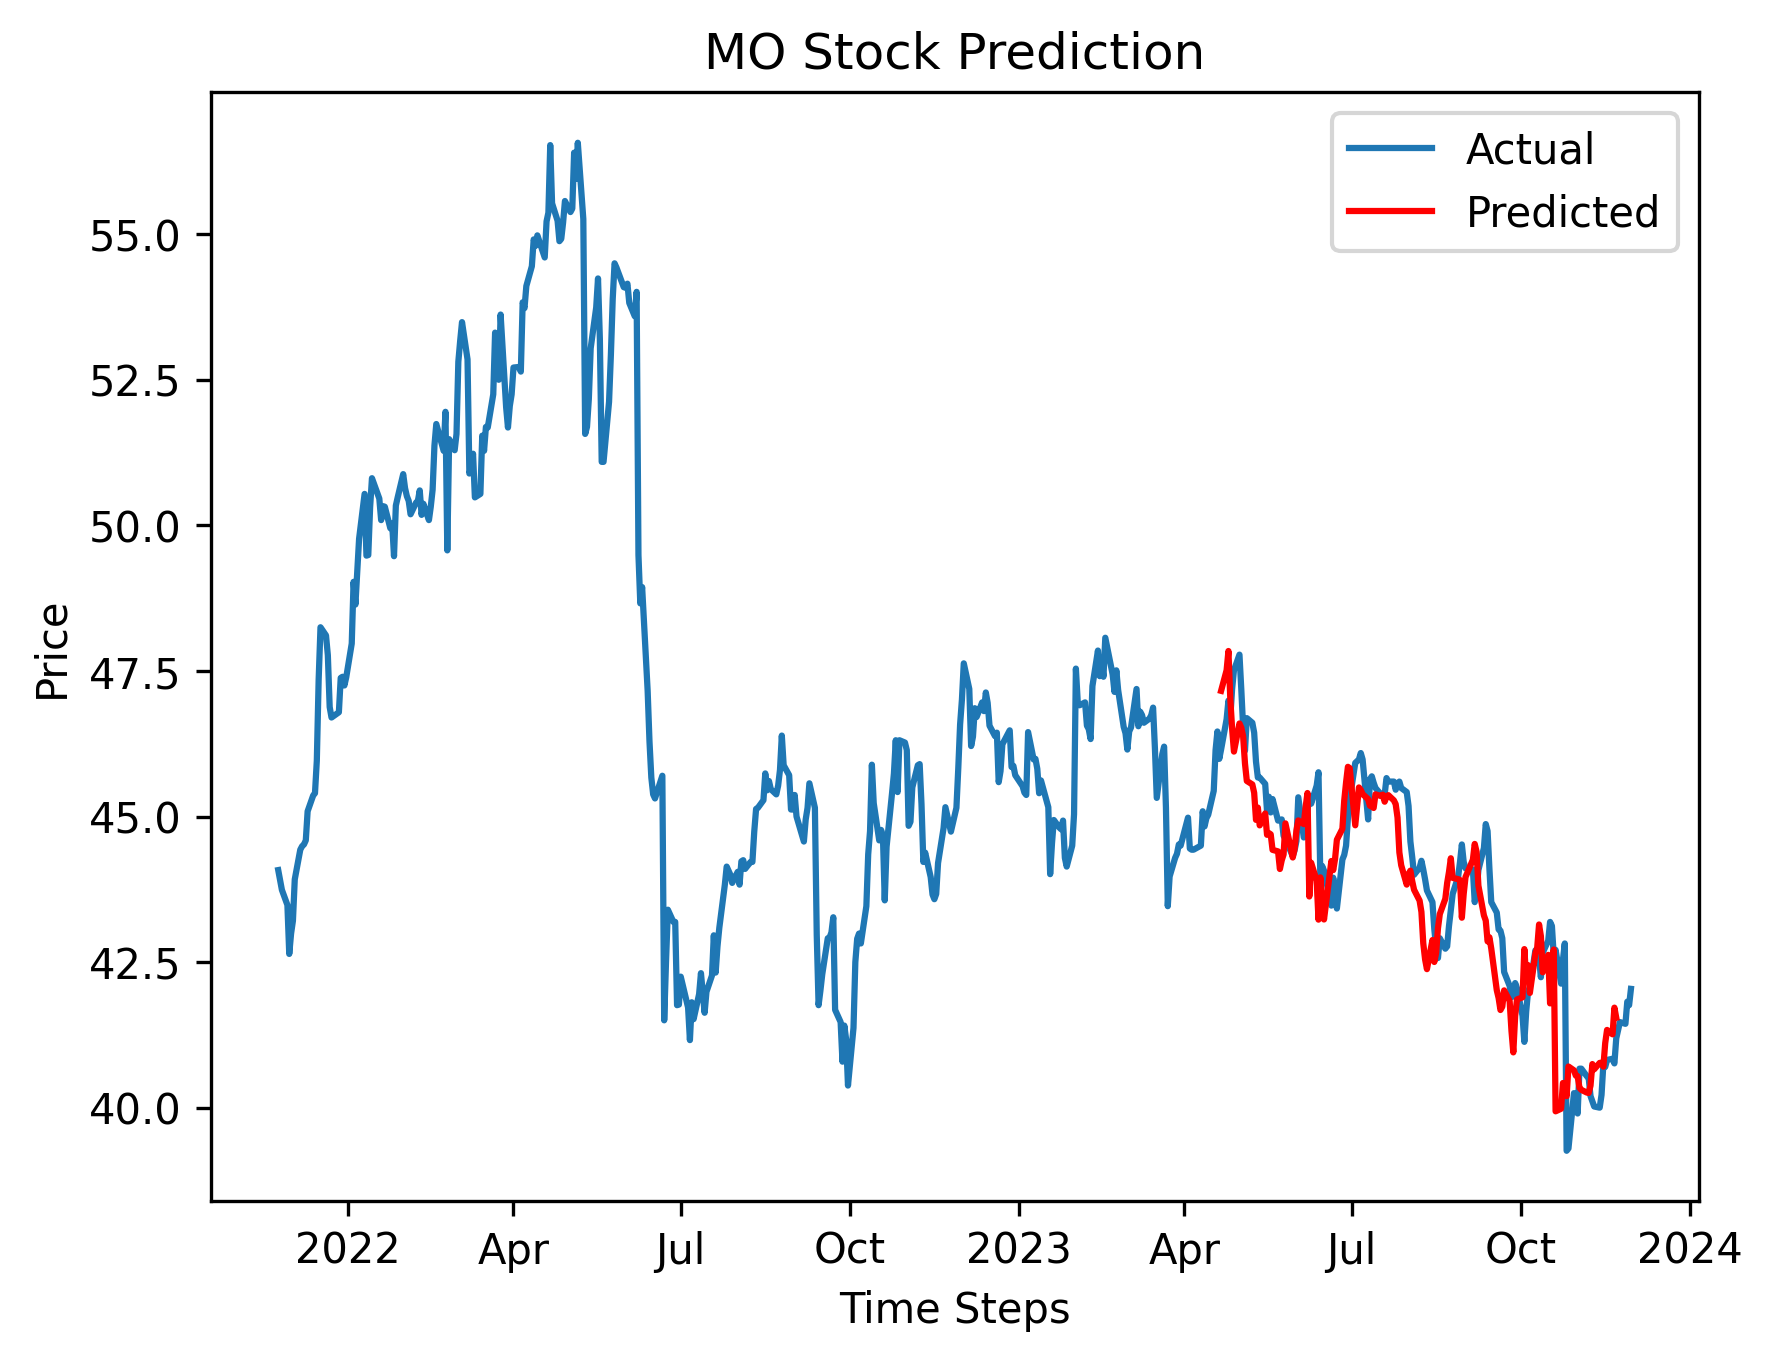 MO Stock Prediction
Actual
Predicted
Price
55.0
52.5
50.0
47.5
45.0
42.5
40.0
2022 Apr Jul Oct 2023 Apr Jul Oct 2024
Time Steps